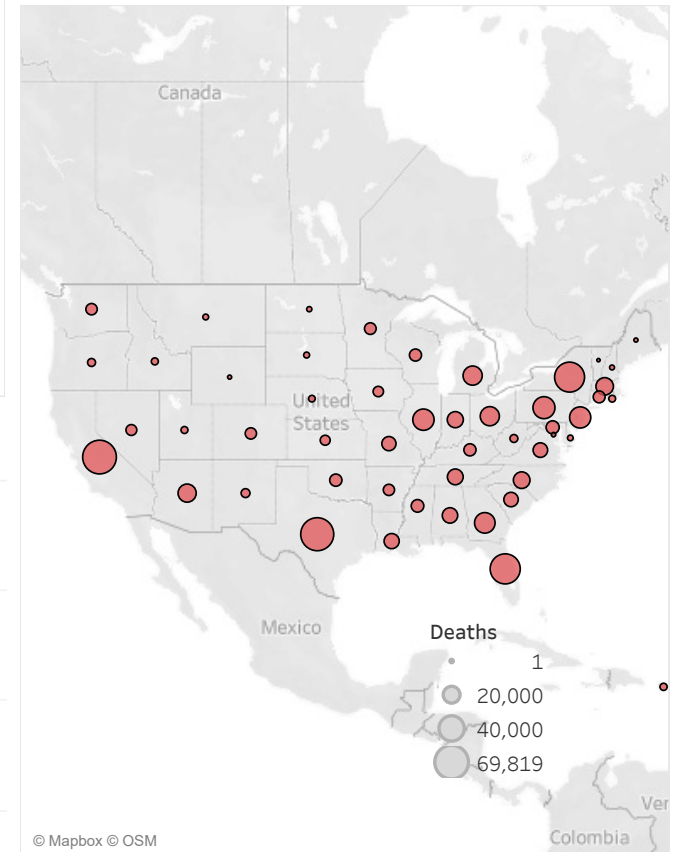 Canada
United
States
Mexico
Deaths
1
20,000
40,000
69,819
Ver
Colombia
© Mapbox © OSM